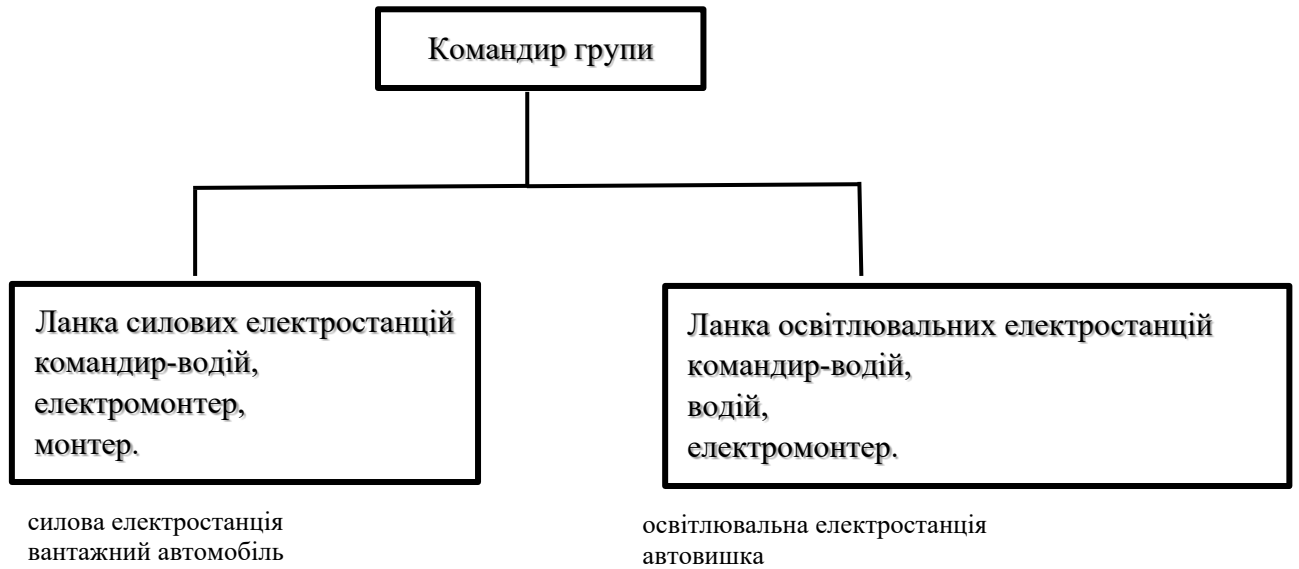 Командир групи
Ланка силових електростанцій
командир-водій,
електромонтер,
монтер.
Ланка освітлювальних електростанцій
командир-водій,
водій,
електромонтер.
силова електростанція
вантажний автомобіль
освітлювальна електростанція
автовишка